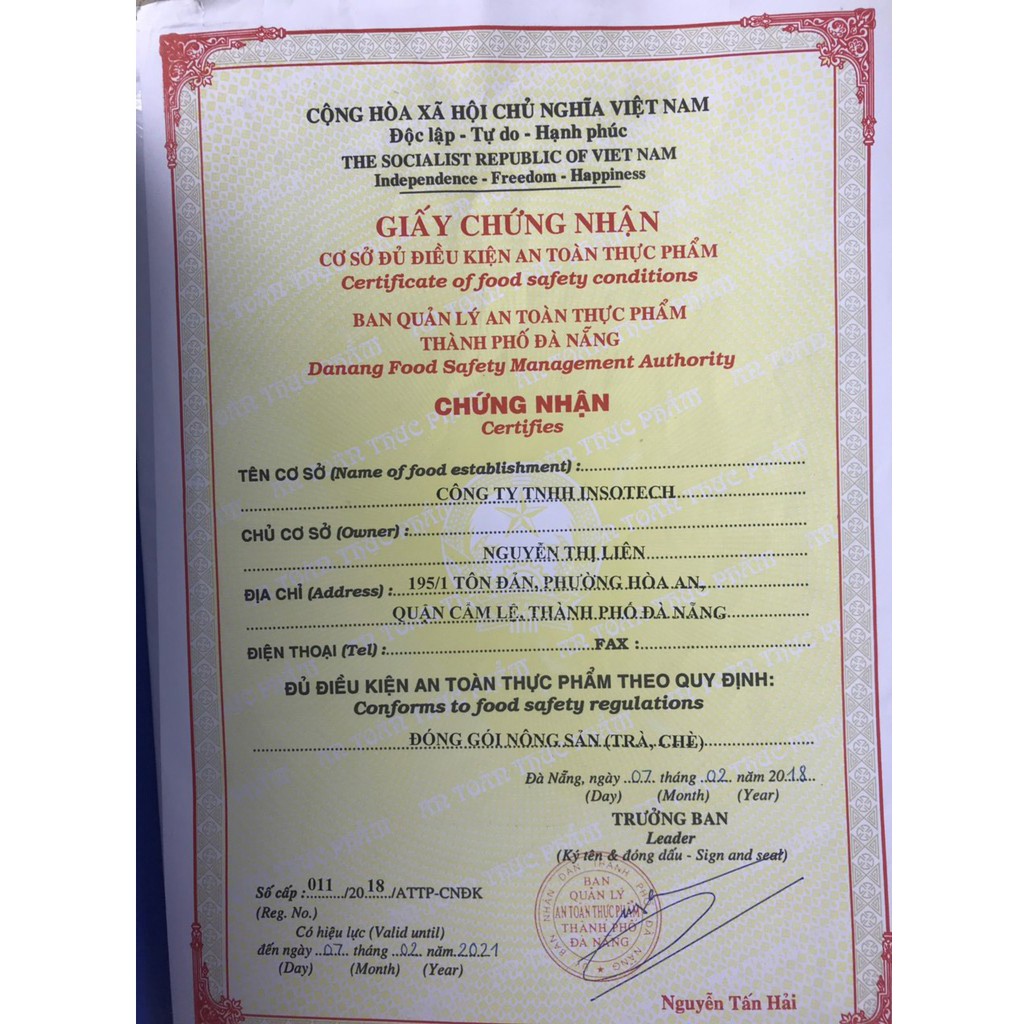 CỘNG HÒA XÃ HỘI CHỦ NGHĨA VIỆT NAM
Độc lập - Tự do - Hạnh phúc
THE SOCIALIST REPUBLIC OF VIET NAM
Independence - Freedom - Happiness
GIẤY CHỨNG NHẬN
CƠ SỞ ĐỦ ĐIỀU KIỆN AN TOÀN THỰC PHẨM
Certificate of food safety conditions
BAN QUẢN LÝ AN TOÀN THỰC PHẨM
THÀNH PHỐ ĐÀ NẴNG
Danang Food Safety Management Authority
CHỨNG NHẬN
Certifies
TÊN CƠ SỞ (Name of food establishment) :
CÔNG TY TNHH INSOTECH
CHỦ CƠ SỞ (Owner) :
NGUYỄN THỊ LIÊN
ĐỊA CHỈ (Address) : 195/1 TÔN ĐẢN, PHƯỜNG HÒA AN,
QUẬN CẨM LỆ, THÀNH PHỐ ĐÀ NẴNG
ĐIỆN THOẠI (Tel) : FAX :
ĐỦ ĐIỀU KIỆN AN TOÀN THỰC PHẨM THEO QUY ĐỊNH:
Conforms to food safety regulations
ĐÓNG GÓI NÔNG SẢN (TRÀ, CHÈ)
Đà Nẵng, ngày 07 tháng 02 năm 2018
(Day) (Month) (Year)
TRƯỞNG BAN
Leader
(Ký tên & đóng dấu - Sign and seal)
Số cấp : 011 /2018/ATTP-CNĐK
(Reg. No.)
Có hiệu lực (Valid until)
đến ngày 07 tháng 02 năm 2021
(Day) (Month) (Year)
BAN
QUẢN LÝ
AN TOÀN THỰC PHẨM
THÀNH PHỐ
ĐÀ NẴNG
ỦY BAN NHÂN DÂN THÀNH PHỐ ĐÀ NẴNG
Nguyễn Tấn Hải